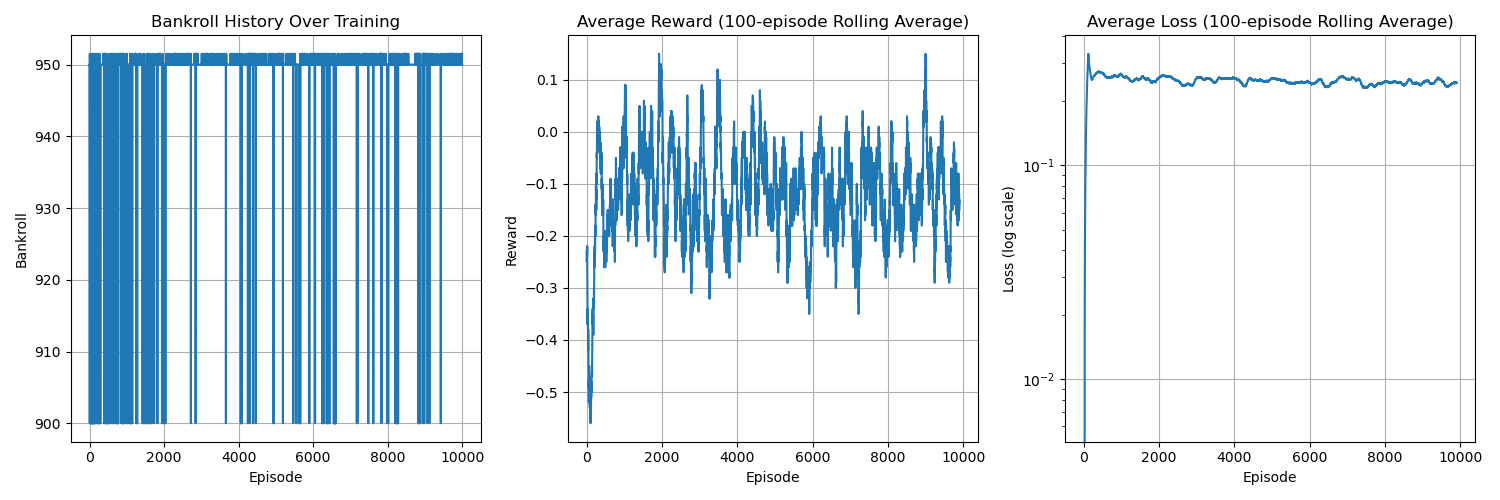 Bankroll History Over Training
Bankroll
950
940
930
920
910
900
0 2000 4000 6000 8000 10000
Episode
Average Reward (100-episode Rolling Average)
Reward
0.1
0.0
−0.1
−0.2
−0.3
−0.4
−0.5
0 2000 4000 6000 8000 10000
Episode
Average Loss (100-episode Rolling Average)
Loss (log scale)
10⁻¹
10⁻²
0 2000 4000 6000 8000 10000
Episode